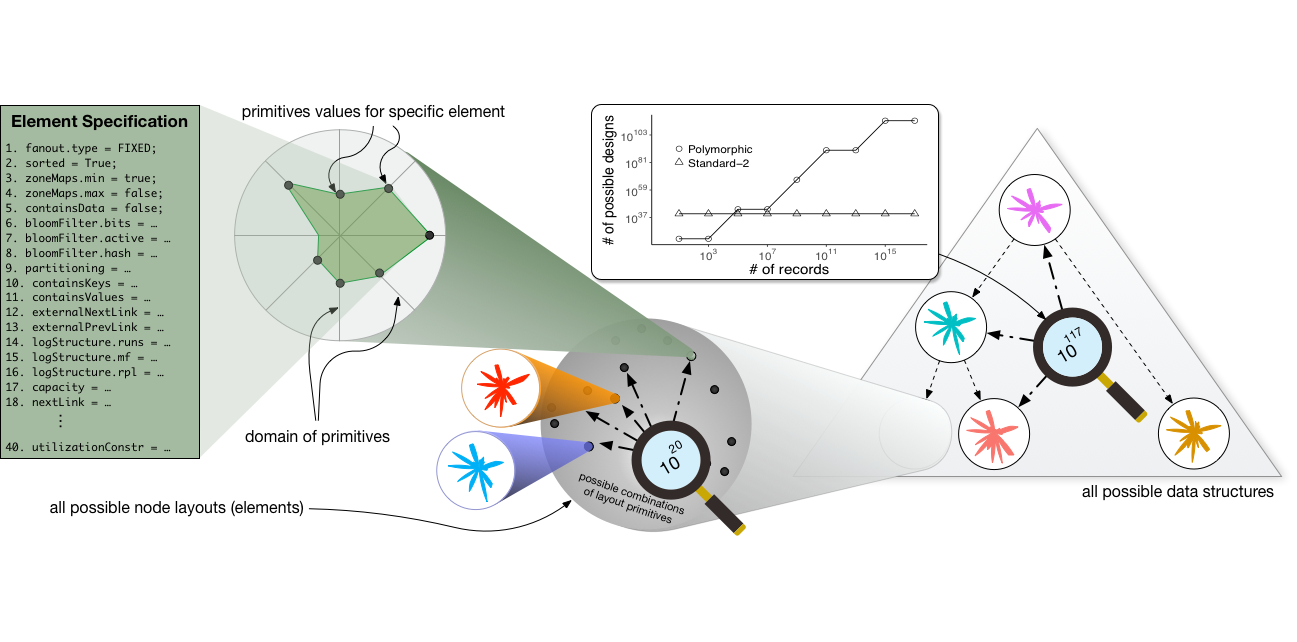 Element Specification
1. fanout.type = FIXED;
2. sorted = True;
3. zoneMaps.min = true;
4. zoneMaps.max = false;
5. containsData = false;
6. bloomFilter.bits = …
7. bloomFilter.active = …
8. bloomFilter.hash = …
9. partitioning = …
10. containsKeys = …
11. containsValues = …
12. externalNextLink = …
13. externalPrevLink = …
14. logStructure.runs = …
15. logStructure.mf = …
16. logStructure.rpl = …
17. capacity = …
18. nextLink = …
⋮
40. utilizationConstr = …
primitives values for specific element
domain of primitives
all possible node layouts (elements)
possible combinations
of layout primitives
10^20
# of possible designs
10^103
10^81
10^59
10^37
Polymorphic
Standard−2
10^3
10^7
10^11
10^15
# of records
10^117
all possible data structures